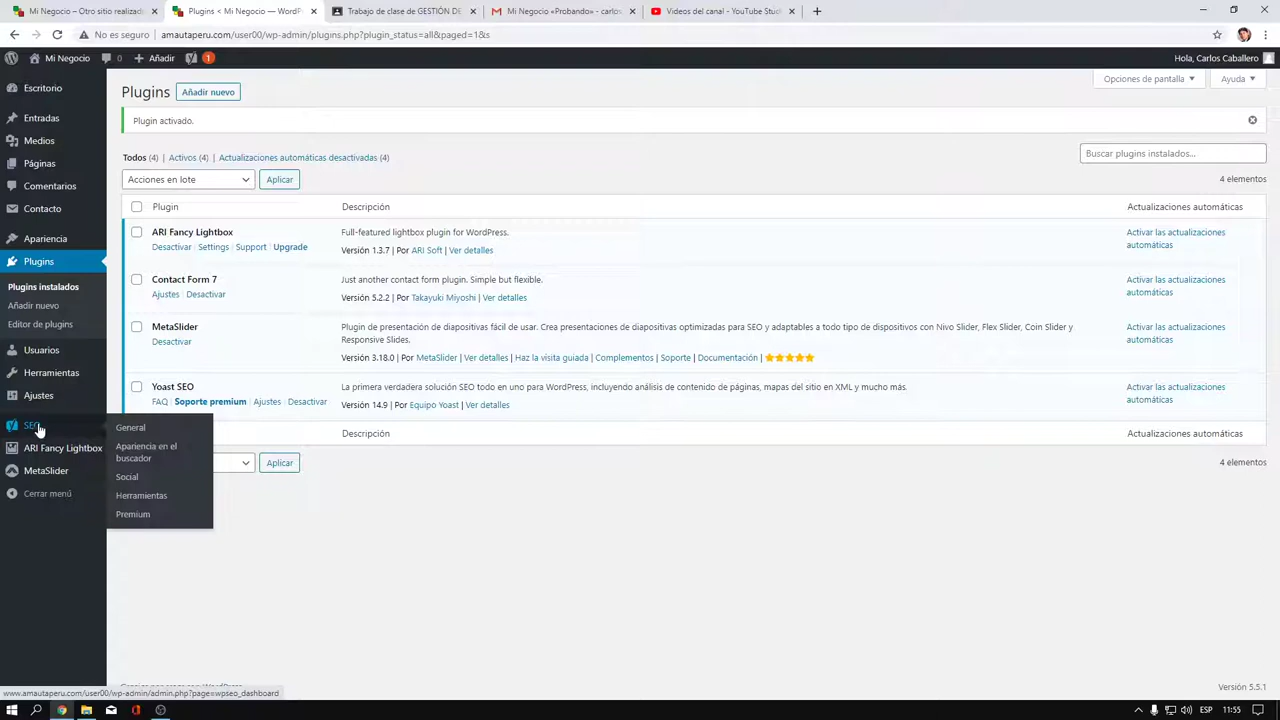 Mi Negocio – Otro sitio realizado
Plugins < Mi Negocio — WordPr
Trabajo de clase de GESTIÓN DE
Mi Negocio «Probando» - carlos
Videos del canal - YouTube Studi
No es seguro
amautaperu.com/user00/wp-admin/plugins.php?plugin_status=all&paged=1&s
Mi Negocio
0
Añadir
1
Hola, Carlos Caballero
Escritorio
Entradas
Medios
Páginas
Comentarios
Contacto
Apariencia
Plugins
Plugins instalados
Añadir nuevo
Editor de plugins
Usuarios
Herramientas
Ajustes
SEO
ARI Fancy Lightbox
MetaSlider
Cerrar menú
General
Apariencia en el
buscador
Social
Herramientas
Premium
Plugins
Añadir nuevo
Opciones de pantalla
Ayuda
Plugin activado.
Todos (4) | Activos (4) | Actualizaciones automáticas desactivadas (4)
Buscar plugins instalados...
Acciones en lote
Aplicar
4 elementos
Plugin
Descripción
Actualizaciones automáticas
ARI Fancy Lightbox
Desactivar | Settings | Support | Upgrade
Full-featured lightbox plugin for WordPress.
Versión 1.3.7 | Por ARI Soft | Ver detalles
Activar las actualizaciones
automáticas
Contact Form 7
Ajustes | Desactivar
Just another contact form plugin. Simple but flexible.
Versión 5.2.2 | Por Takayuki Miyoshi | Ver detalles
Activar las actualizaciones
automáticas
MetaSlider
Desactivar
Plugin de presentación de diapositivas fácil de usar. Crea presentaciones de diapositivas optimizadas para SEO y adaptables a todo tipo de dispositivos con Nivo Slider, Flex Slider, Coin Slider y
Responsive Slides.
Versión 3.18.0 | Por MetaSlider | Ver detalles | Haz la visita guiada | Complementos | Soporte | Documentación |
Activar las actualizaciones
automáticas
Yoast SEO
FAQ | Soporte premium | Ajustes | Desactivar
La primera verdadera solución SEO todo en uno para WordPress, incluyendo análisis de contenido de páginas, mapas del sitio en XML y mucho más.
Versión 14.9 | Por Equipo Yoast | Ver detalles
Activar las actualizaciones
automáticas
Descripción
Actualizaciones automáticas
Aplicar
4 elementos
Versión 5.5.1
www.amautaperu.com/user00/wp-admin/admin.php?page=wpseo_dashboard
ESP
11:55